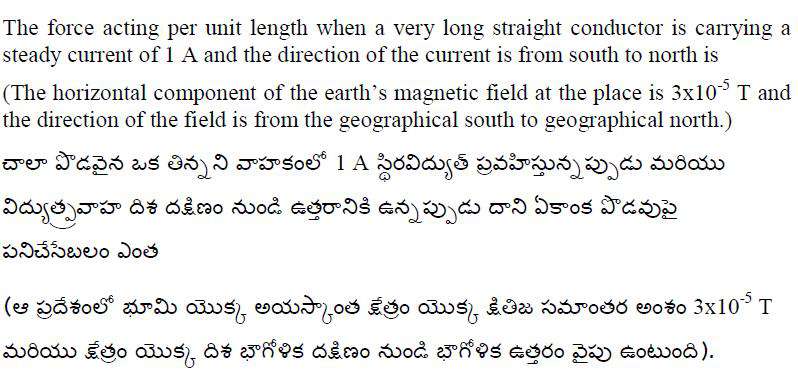 The force acting per unit length when a very long straight conductor is carrying a
steady current of 1 A and the direction of the current is from south to north is
(The horizontal component of the earth's magnetic field at the place is 3x10⁻⁵ T and
the direction of the field is from the geographical south to geographical north.)
చాలా పొడవైన ఒక తిన్నని వాహకంలో 1 A స్థిరవిద్యుత్ ప్రవహిస్తున్నప్పుడు మరియు
విద్యుత్ప్రవాహ దిశ దక్షిణం నుండి ఉత్తరానికి ఉన్నప్పుడు దాని ఏకాంక పొడవుపై
పనిచేసేబలం ఎంత
(ఆ ప్రదేశంలో భూమి యొక్క అయస్కాంత క్షేత్రం యొక్క క్షితిజ సమాంతర అంశం 3x10⁻⁵ T
మరియు క్షేత్రం యొక్క దిశ భౌగోళిక దక్షిణం నుండి భౌగోళిక ఉత్తరం వైపు ఉంటుంది).